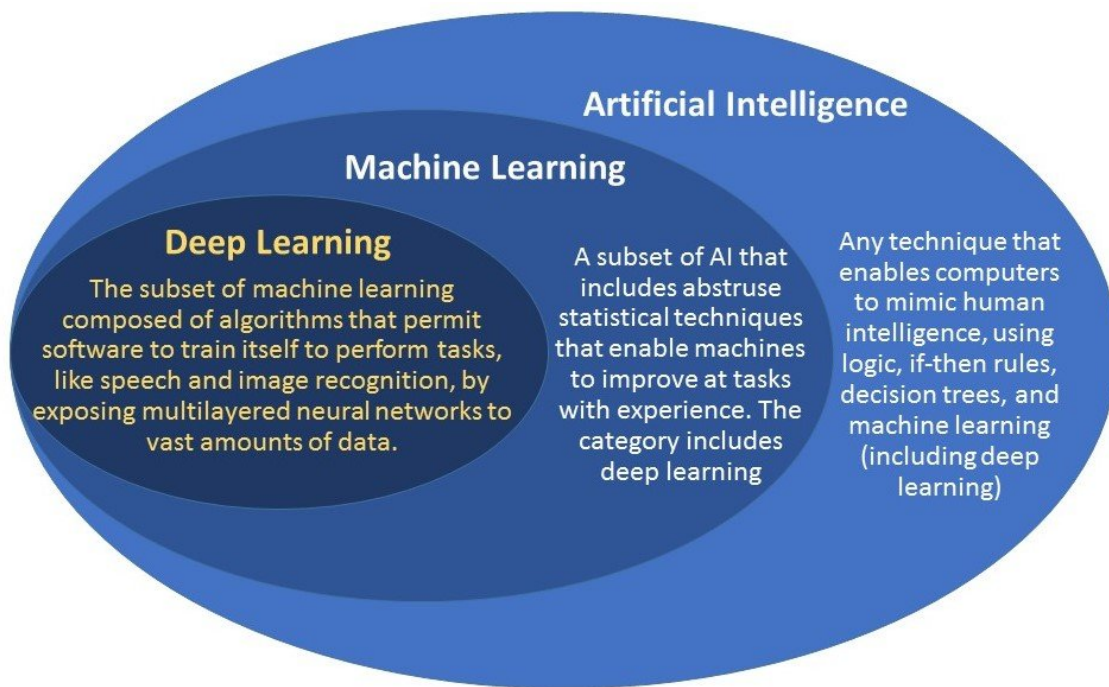 Artificial Intelligence
Machine Learning
Deep Learning
The subset of machine learning
composed of algorithms that permit
software to train itself to perform tasks,
like speech and image recognition, by
exposing multilayered neural networks to
vast amounts of data.
A subset of AI that
includes abstruse
statistical techniques
that enable machines
to improve at tasks
with experience. The
category includes
deep learning
Any technique that
enables computers
to mimic human
intelligence, using
logic, if-then rules,
decision trees, and
machine learning
(including deep
learning)